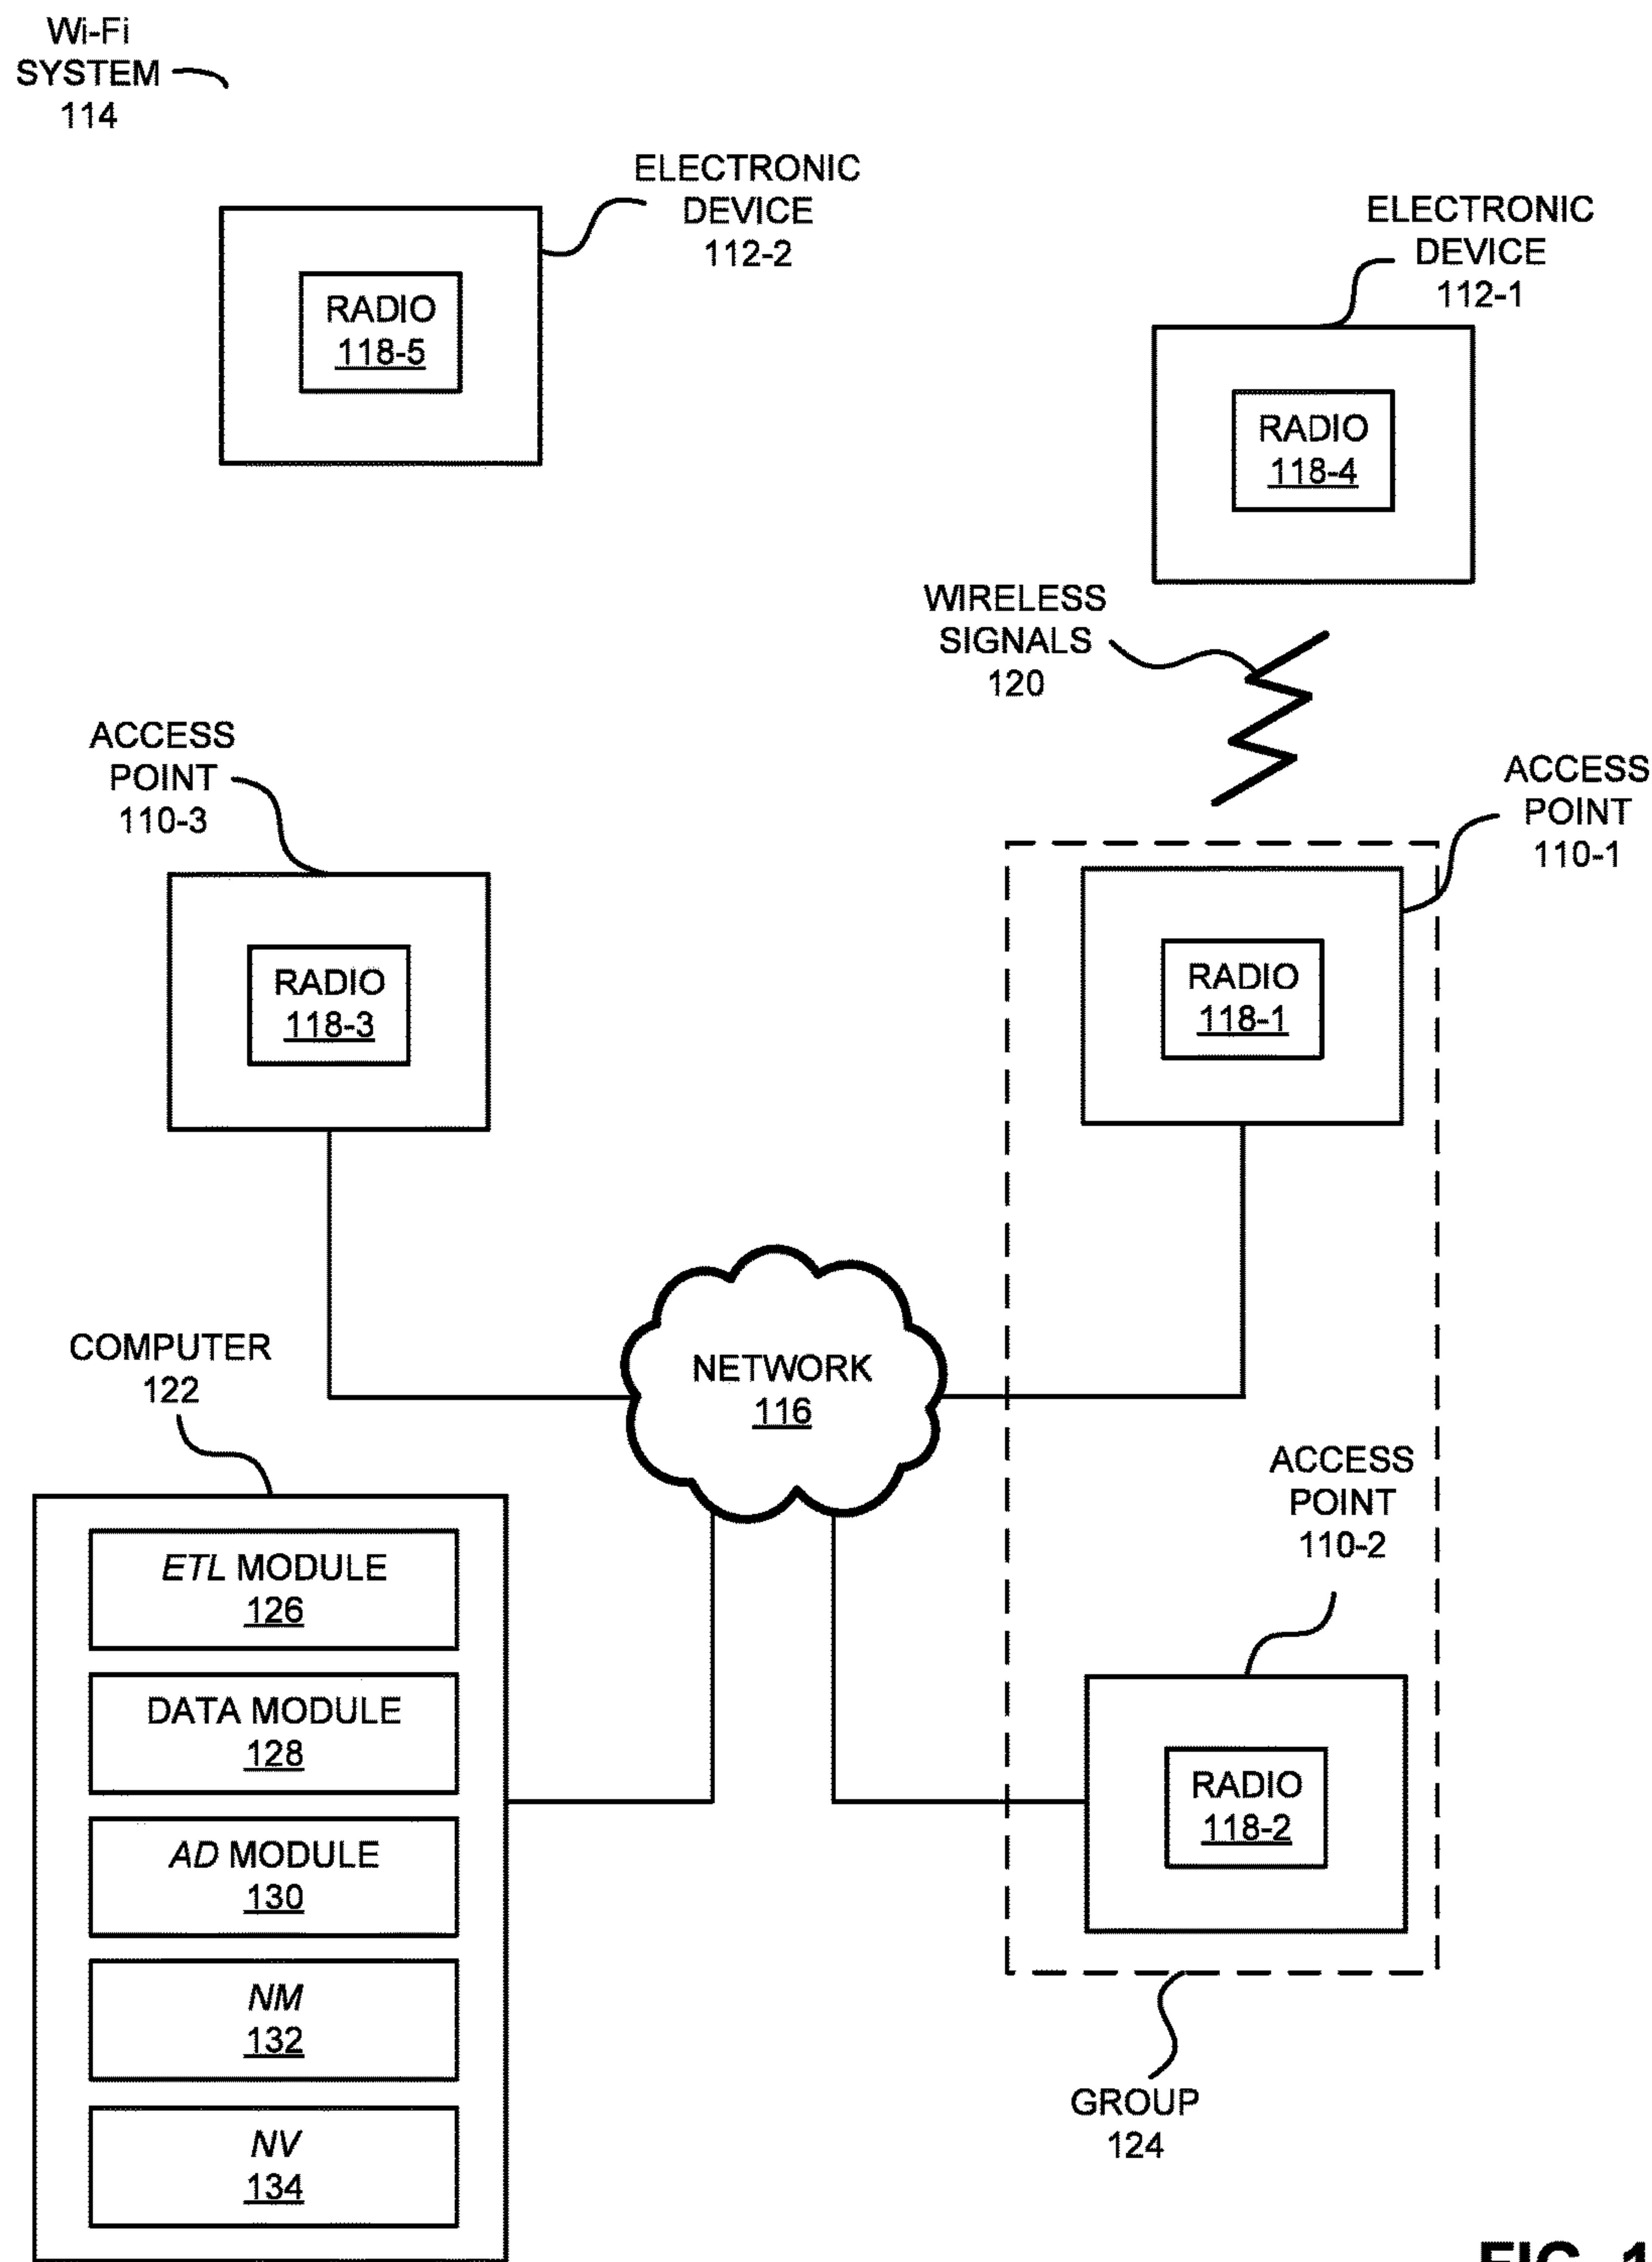 Wi-Fi
SYSTEM
114
ELECTRONIC
DEVICE
112-2
RADIO
118-5
ELECTRONIC
DEVICE
112-1
RADIO
118-4
WIRELESS
SIGNALS
120
ACCESS
POINT
110-3
RADIO
118-3
ACCESS
POINT
110-1
RADIO
118-1
NETWORK
116
COMPUTER
122
ETL MODULE
126
DATA MODULE
128
AD MODULE
130
NM
132
NV
134
ACCESS
POINT
110-2
RADIO
118-2
GROUP
124
FIG. 1